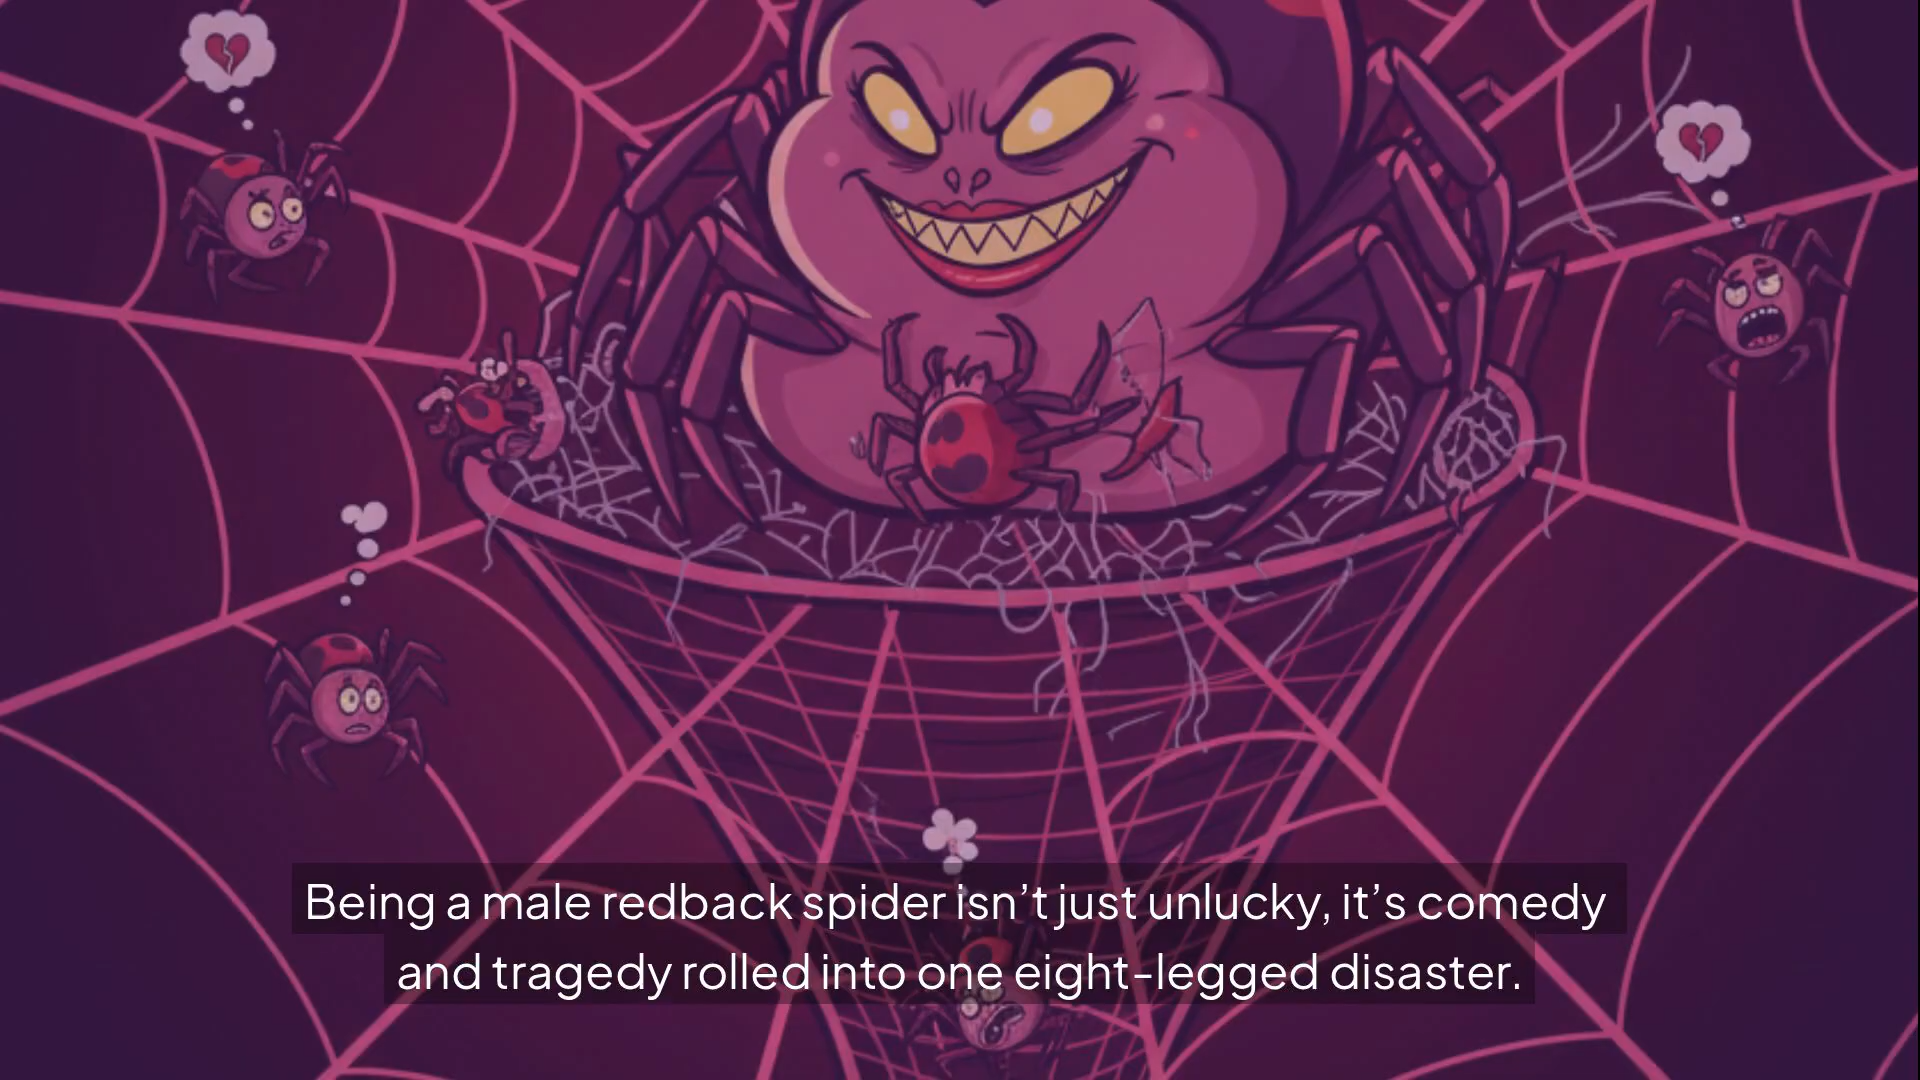 Being a male redback spider isn’t just unlucky, it’s comedy
and tragedy rolled into one eight-legged disaster.